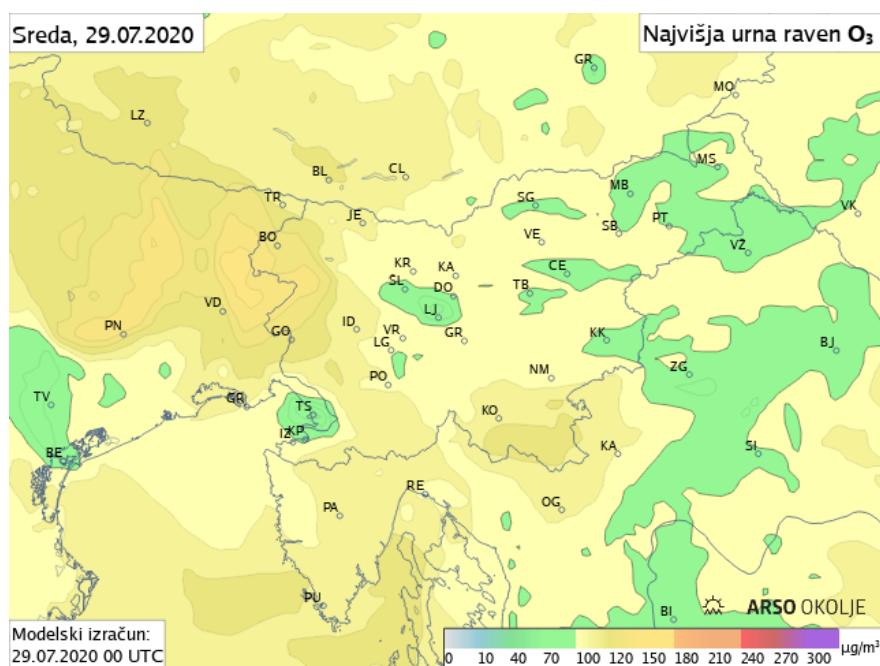 Sreda, 29.07.2020
Najvišja urna raven O₃
GR
MO
LZ
MS
BL
CL
MB
TR
SG
VK
JE
PT
SB
BO
VE
VŽ
KR
KA
CE
ŠL
DO
TB
VD
LJ
PN
ID
VR
GO
GR
KK
BJ
LG
ZG
PO
NM
TV
GR
TS
KO
KP
IZ
BE
KA
SI
RE
PA
OG
PU
BI
ARSO OKOLJE
Modelski izračun:
29.07.2020 00 UTC
0 10 40 70 100 120 150 180 210 240 270 300 µg/m³